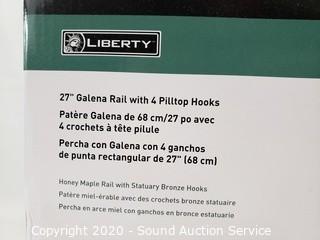 LIBERTY
27" Galena Rail with 4 Pilltop Hooks
Patère Galena de 68 cm/27 po avec
4 crochets à tête pilule
Percha con Galena con 4 ganchos
de punta rectangular de 27" (68 cm)
Honey Maple Rail with Statuary Bronze Hooks
Patère miel-érable avec des crochets bronze statuaire
Percha en arce miel con ganchos en bronce estatuarie
Copyright 2020 - Sound Auction Service